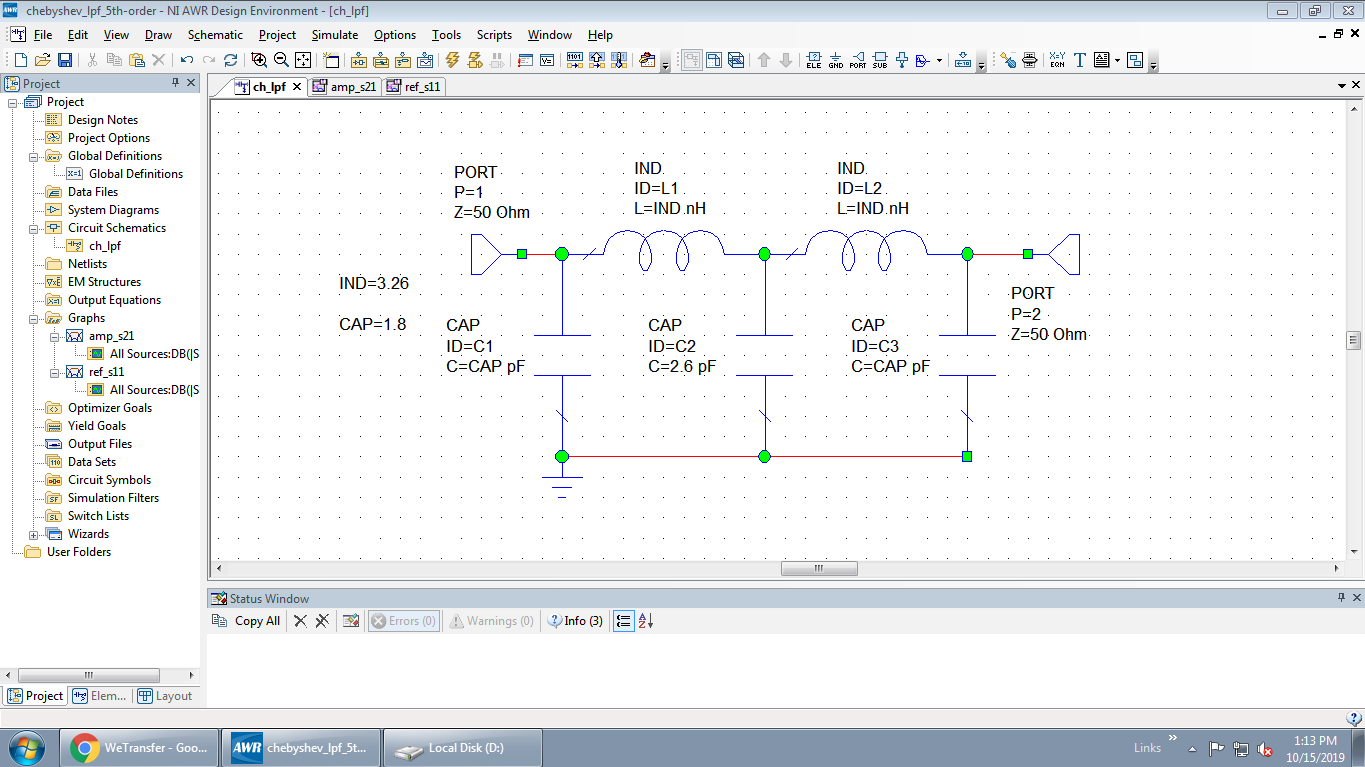 chebyshev_lpf_5th-order - NI AWR Design Environment - [ch_lpf]
File Edit View Draw Schematic Project Simulate Options Tools Scripts Window Help
ELE GND PORT SUB X=Y EQN
Project
ch_lpf amp_s21 ref_s11
Project
Design Notes
Project Options
Global Definitions
Global Definitions
Data Files
System Diagrams
Circuit Schematics
ch_lpf
Netlists
EM Structures
Output Equations
Graphs
amp_s21
All Sources:DB(|S
ref_s11
All Sources:DB(|S
Optimizer Goals
Yield Goals
Output Files
Data Sets
Circuit Symbols
Simulation Filters
Switch Lists
Wizards
User Folders
Project Elem... Layout
PORT
P=1
Z=50 Ohm
IND
ID=L1
L=IND nH
IND
ID=L2
L=IND nH
IND=3.26
CAP=1.8
CAP
ID=C1
C=CAP pF
CAP
ID=C2
C=2.6 pF
CAP
ID=C3
C=CAP pF
PORT
P=2
Z=50 Ohm
Status Window
Copy All Errors (0) Warnings (0) Info (3)
WeTransfer - Goo... AWR chebyshev_lpf_5t... Local Disk (D:) Links
1:13 PM
10/15/2019